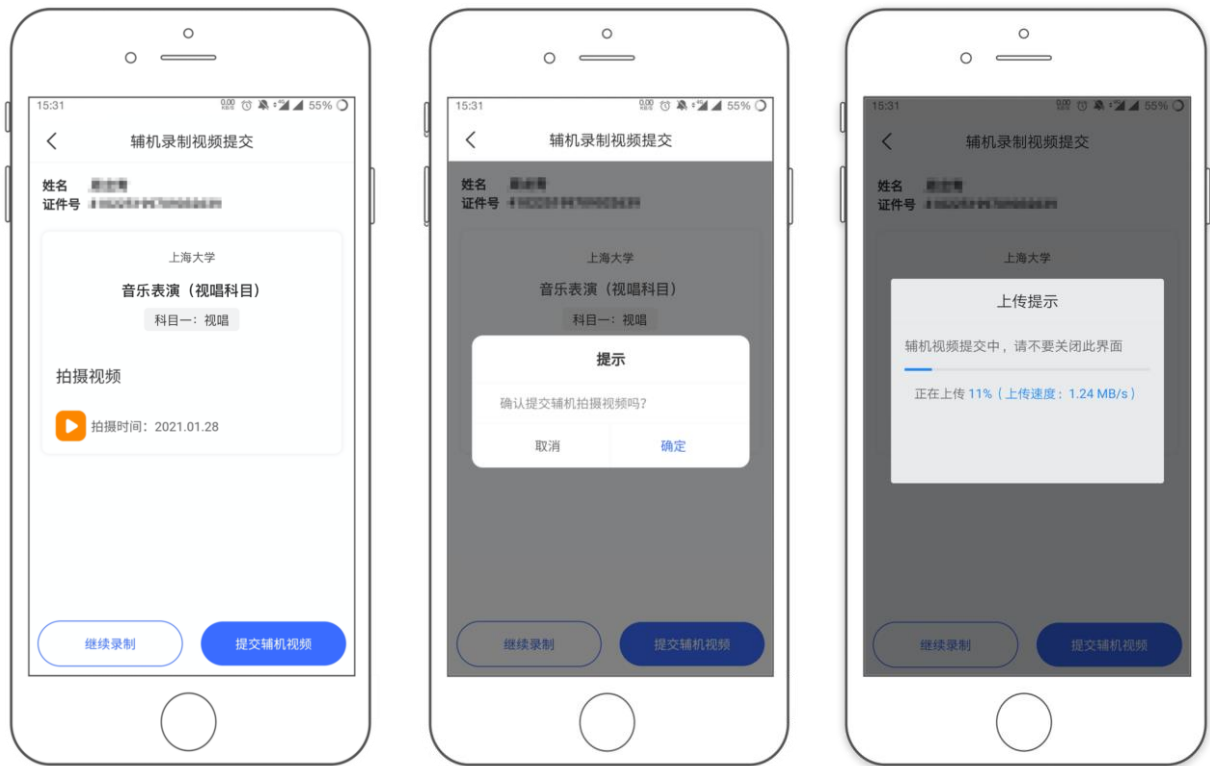 15:31
0.00 KB/S
55%
辅机录制视频提交
姓名
证件号
上海大学
音乐表演（视唱科目）
科目一：视唱
拍摄视频
拍摄时间：2021.01.28
继续录制
提交辅机视频
15:31
0.00 KB/S
55%
辅机录制视频提交
姓名
证件号
上海大学
音乐表演（视唱科目）
科目一：视唱
提示
确认提交辅机拍摄视频吗?
取消
确定
继续录制
提交辅机视频
15:31
0.00 KB/S
55%
辅机录制视频提交
姓名
证件号
上海大学
上传提示
辅机视频提交中，请不要关闭此界面
正在上传 11%（上传速度：1.24 MB/s）
继续录制
提交辅机视频